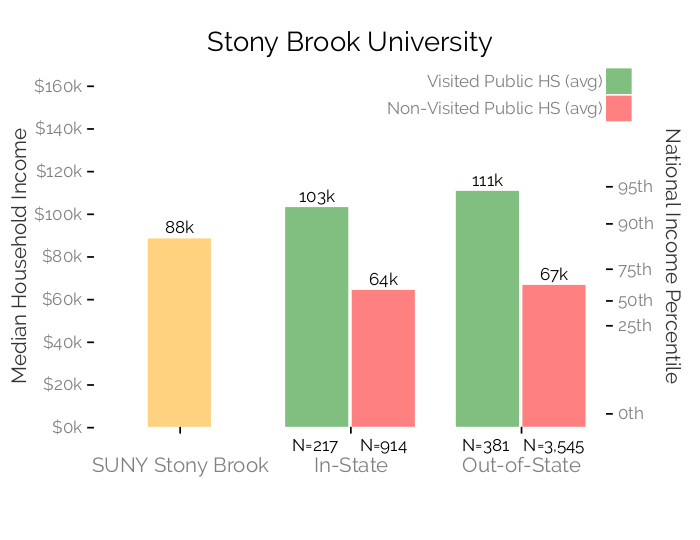 Stony Brook University
Visited Public HS (avg)
Non-Visited Public HS (avg)
Median Household Income
$160k
$140k
$120k
$100k
$80k
$60k
$40k
$20k
$0k
88k
103k
64k
111k
67k
National Income Percentile
95th
90th
75th
50th
25th
0th
N=217 N=914 N=381 N=3,545
SUNY Stony Brook In-State Out-of-State